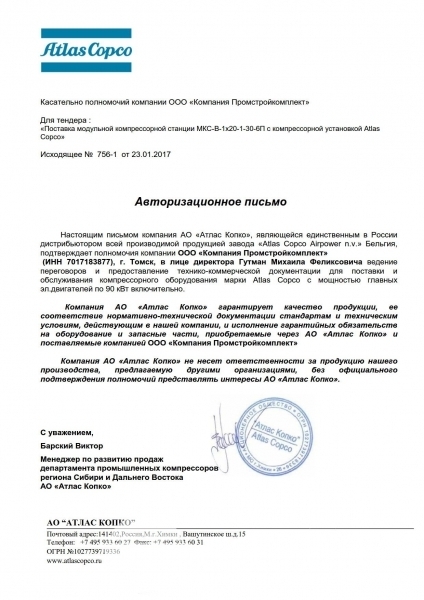 Atlas Copco
Касательно полномочий компании ООО «Компания Промстройкомплект»
Для тендера :
«Поставка модульной компрессорной станции МКС-В-1х20-1-30-6П с компрессорной установкой Atlas
Copco»
Исходящее № 756-1 от 23.01.2017
Авторизационное письмо
Настоящим письмом компания АО «Атлас Копко», являющейся единственным в России
дистрибьютором всей производимой продукцией завода «Atlas Copco Airpower n.v.» Бельгия,
подтверждает полномочия компании ООО «Компания Промстройкомплект»
(ИНН 7017183877), г. Томск, в лице директора Гутман Михаила Феликсовича ведение
переговоров и предоставление технико-коммерческой документации для поставки и
обслуживания компрессорного оборудования марки Atlas Copco с мощностью главных
эл.двигателей по 90 кВт включительно.
Компания АО «Атлас Копко» гарантирует качество продукции, ее
соответствие нормативно-технической документации стандартам и техническим
условиям, действующим в нашей компании, и исполнение гарантийных обязательств
на оборудование и запасные части, приобретаемые через АО «Атлас Копко» и
поставляемые компанией ООО «Компания Промстройкомплект»
Компания АО «Атлас Копко» не несет ответственности за продукцию нашего
производства, предлагаемую другими организациями, без официального
подтверждения полномочий представлять интересы АО «Атлас Копко».
С уважением,
Барский Виктор
Менеджер по развитию продаж
департамента промышленных компрессоров
региона Сибири и Дальнего Востока
АО «Атлас Копко»
"Атлас Копко"
Atlas Copco
АО “АТЛАС КОПКО”
Почтовый адрес:141402,Россия,М.г.Химки , Вашутинское ш.д.15
Телефон: +7 495 933 60 27 Факс: +7 495 933 60 31
ОГРН №1027739719336
www.atlascopco.ru